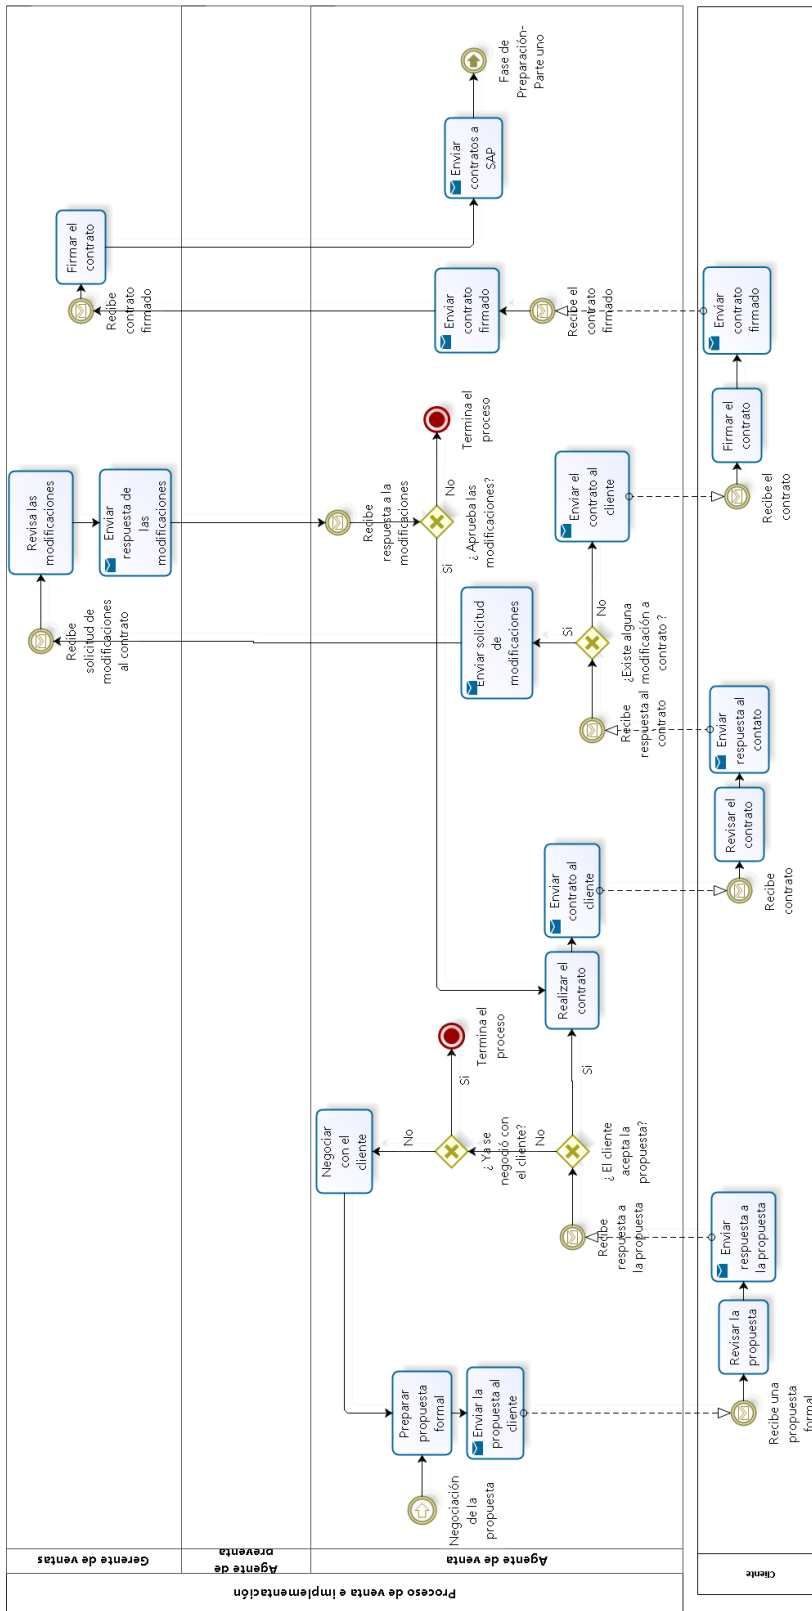 Proceso de venta e implementación
Gerente de ventas
Agente de
preventa
Agente de venta
Cliente
Negociación
de la
propuesta
Preparar
propuesta
formal
Enviar la
propuesta al
cliente
Recibe una
propuesta
formal
Revisar la
propuesta
Enviar
respuesta a
la propuesta
Recibe
respuesta a
la propuesta
¿ El cliente
acepta la
propuesta?
No
Si
¿ Ya se
negoció con
el cliente?
No
Si
Negociar
con el
cliente
Termina el
proceso
Realizar el
contrato
Enviar
contrato al
cliente
Recibe
contrato
Revisar el
contrato
Enviar
respuesta al
contato
Recibe
respuesta al
contrato
¿Existe alguna
modificación a
contrato ?
Si
No
Enviar solicitud
de
modificaciones
Recibe
solicitud de
modificaciones
al contrato
Revisa las
modificaciones
Enviar
respuesta de
las
modificaciones
Recibe
respuesta a la
modificaciones
¿ Aprueba las
modificaciones?
Si
No
Termina el
proceso
Enviar el
contrato al
cliente
Recibe el
contrato
Firmar el
contrato
Enviar
contrato
firmado
Recibe el
contrato
firmado
Enviar
contrato
firmado
Recibe
contrato
firmado
Firmar el
contrato
Enviar
contratos a
SAP
Fase de
Preparación-
Parte uno